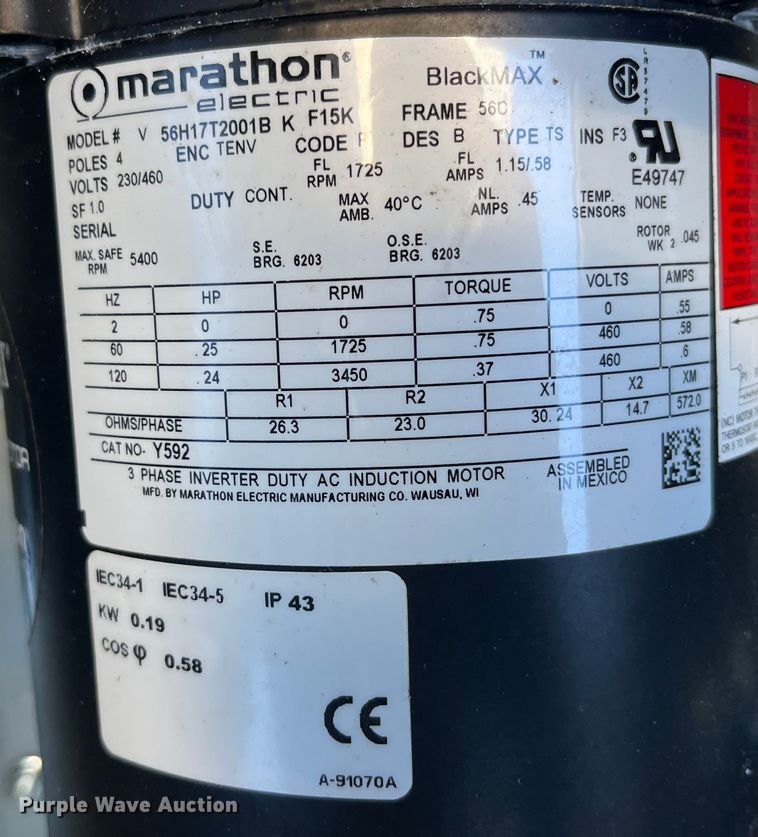 marathon®
electric
BlackMAX™
LR57479
MODEL# V 56H17T2001B K F15K
FRAME 56C
POLES 4 ENC TENV CODE DES B TYPE TS INS F3
VOLTS 230/460 FL RPM 1725 FL AMPS 1.15/.58
E49747
SF 1.0 DUTY CONT. MAX AMB. 40°C NL. AMPS .45 TEMP. SENSORS NONE
SERIAL
ROTOR WK 2 .045
MAX. SAFE RPM 5400 S.E. BRG. 6203 O.S.E. BRG. 6203
HZ HP RPM TORQUE VOLTS AMPS
2 0 0 .75 0 .55
60 .25 1725 .75 460 .58
120 .24 3450 .37 460 .6
R1 R2 X1 X2 XM
OHMS/PHASE 26.3 23.0 30.24 14.7 572.0
CAT NO- Y592
3 PHASE INVERTER DUTY AC INDUCTION MOTOR
MFD. BY MARATHON ELECTRIC MANUFACTURING CO. WAUSAU, WI
ASSEMBLED
IN MEXICO
IEC34-1 IEC34-5 IP 43
KW 0.19
COS φ 0.58
CE
A-91070A
Purple Wave Auction